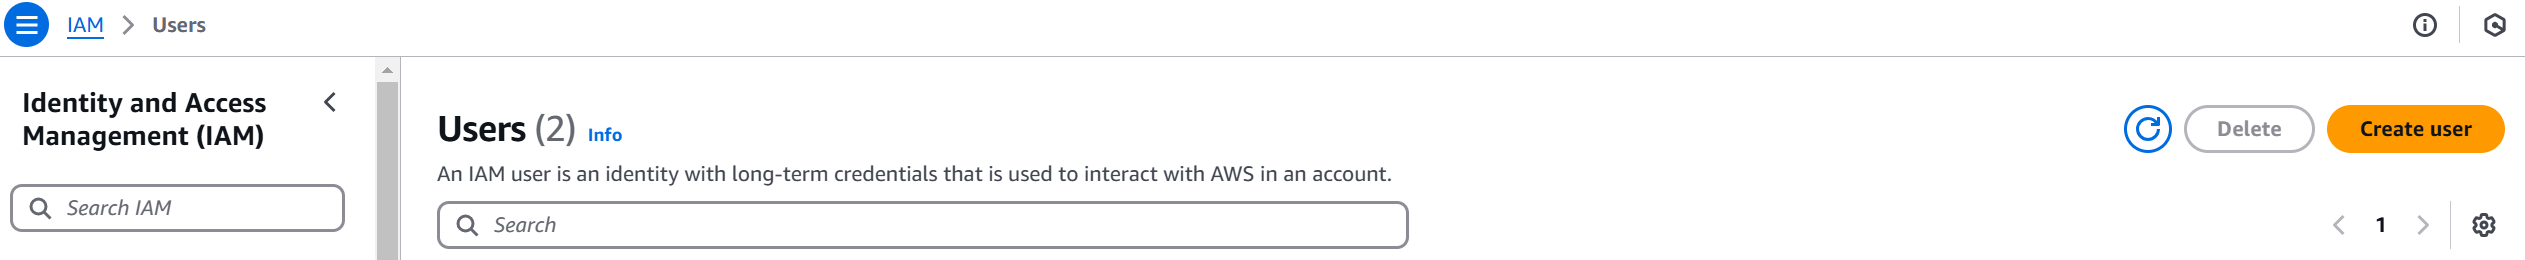 IAM > Users
Identity and Access
Management (IAM)
Search IAM
Users (2) Info
Delete
Create user
An IAM user is an identity with long-term credentials that is used to interact with AWS in an account.
Search
1